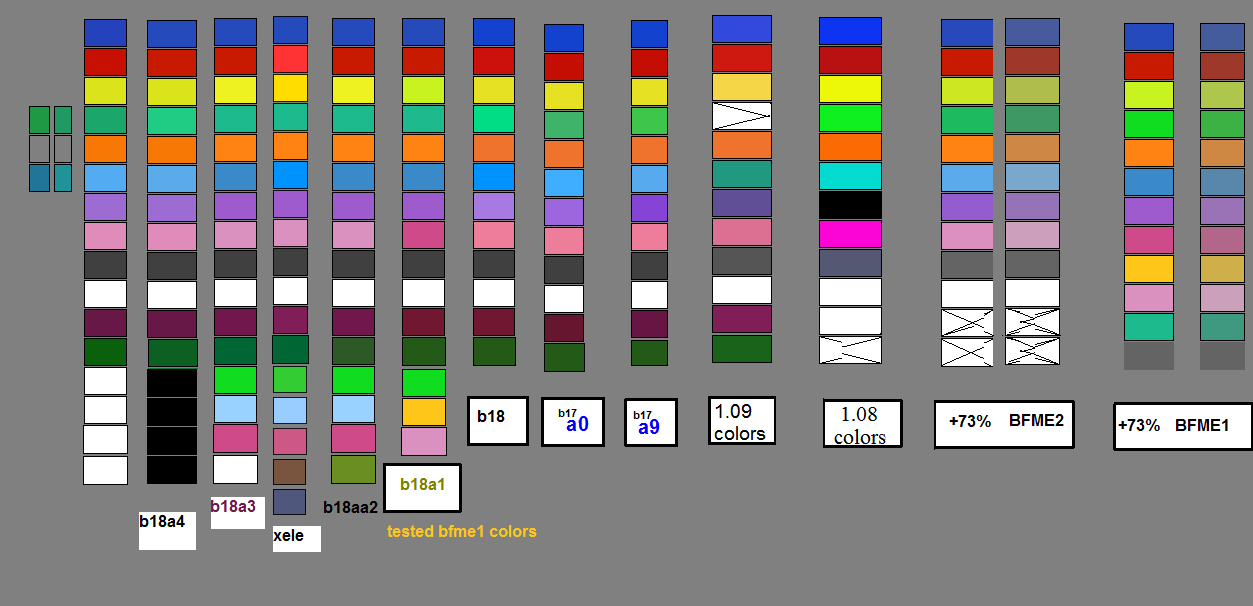 b18
b17
a0
b17
a9
1.09
colors
1.08
colors
+73% BFME2
+73% BFME1
b18a1
b18a3
b18aa2
b18a4
xele
tested bfme1 colors